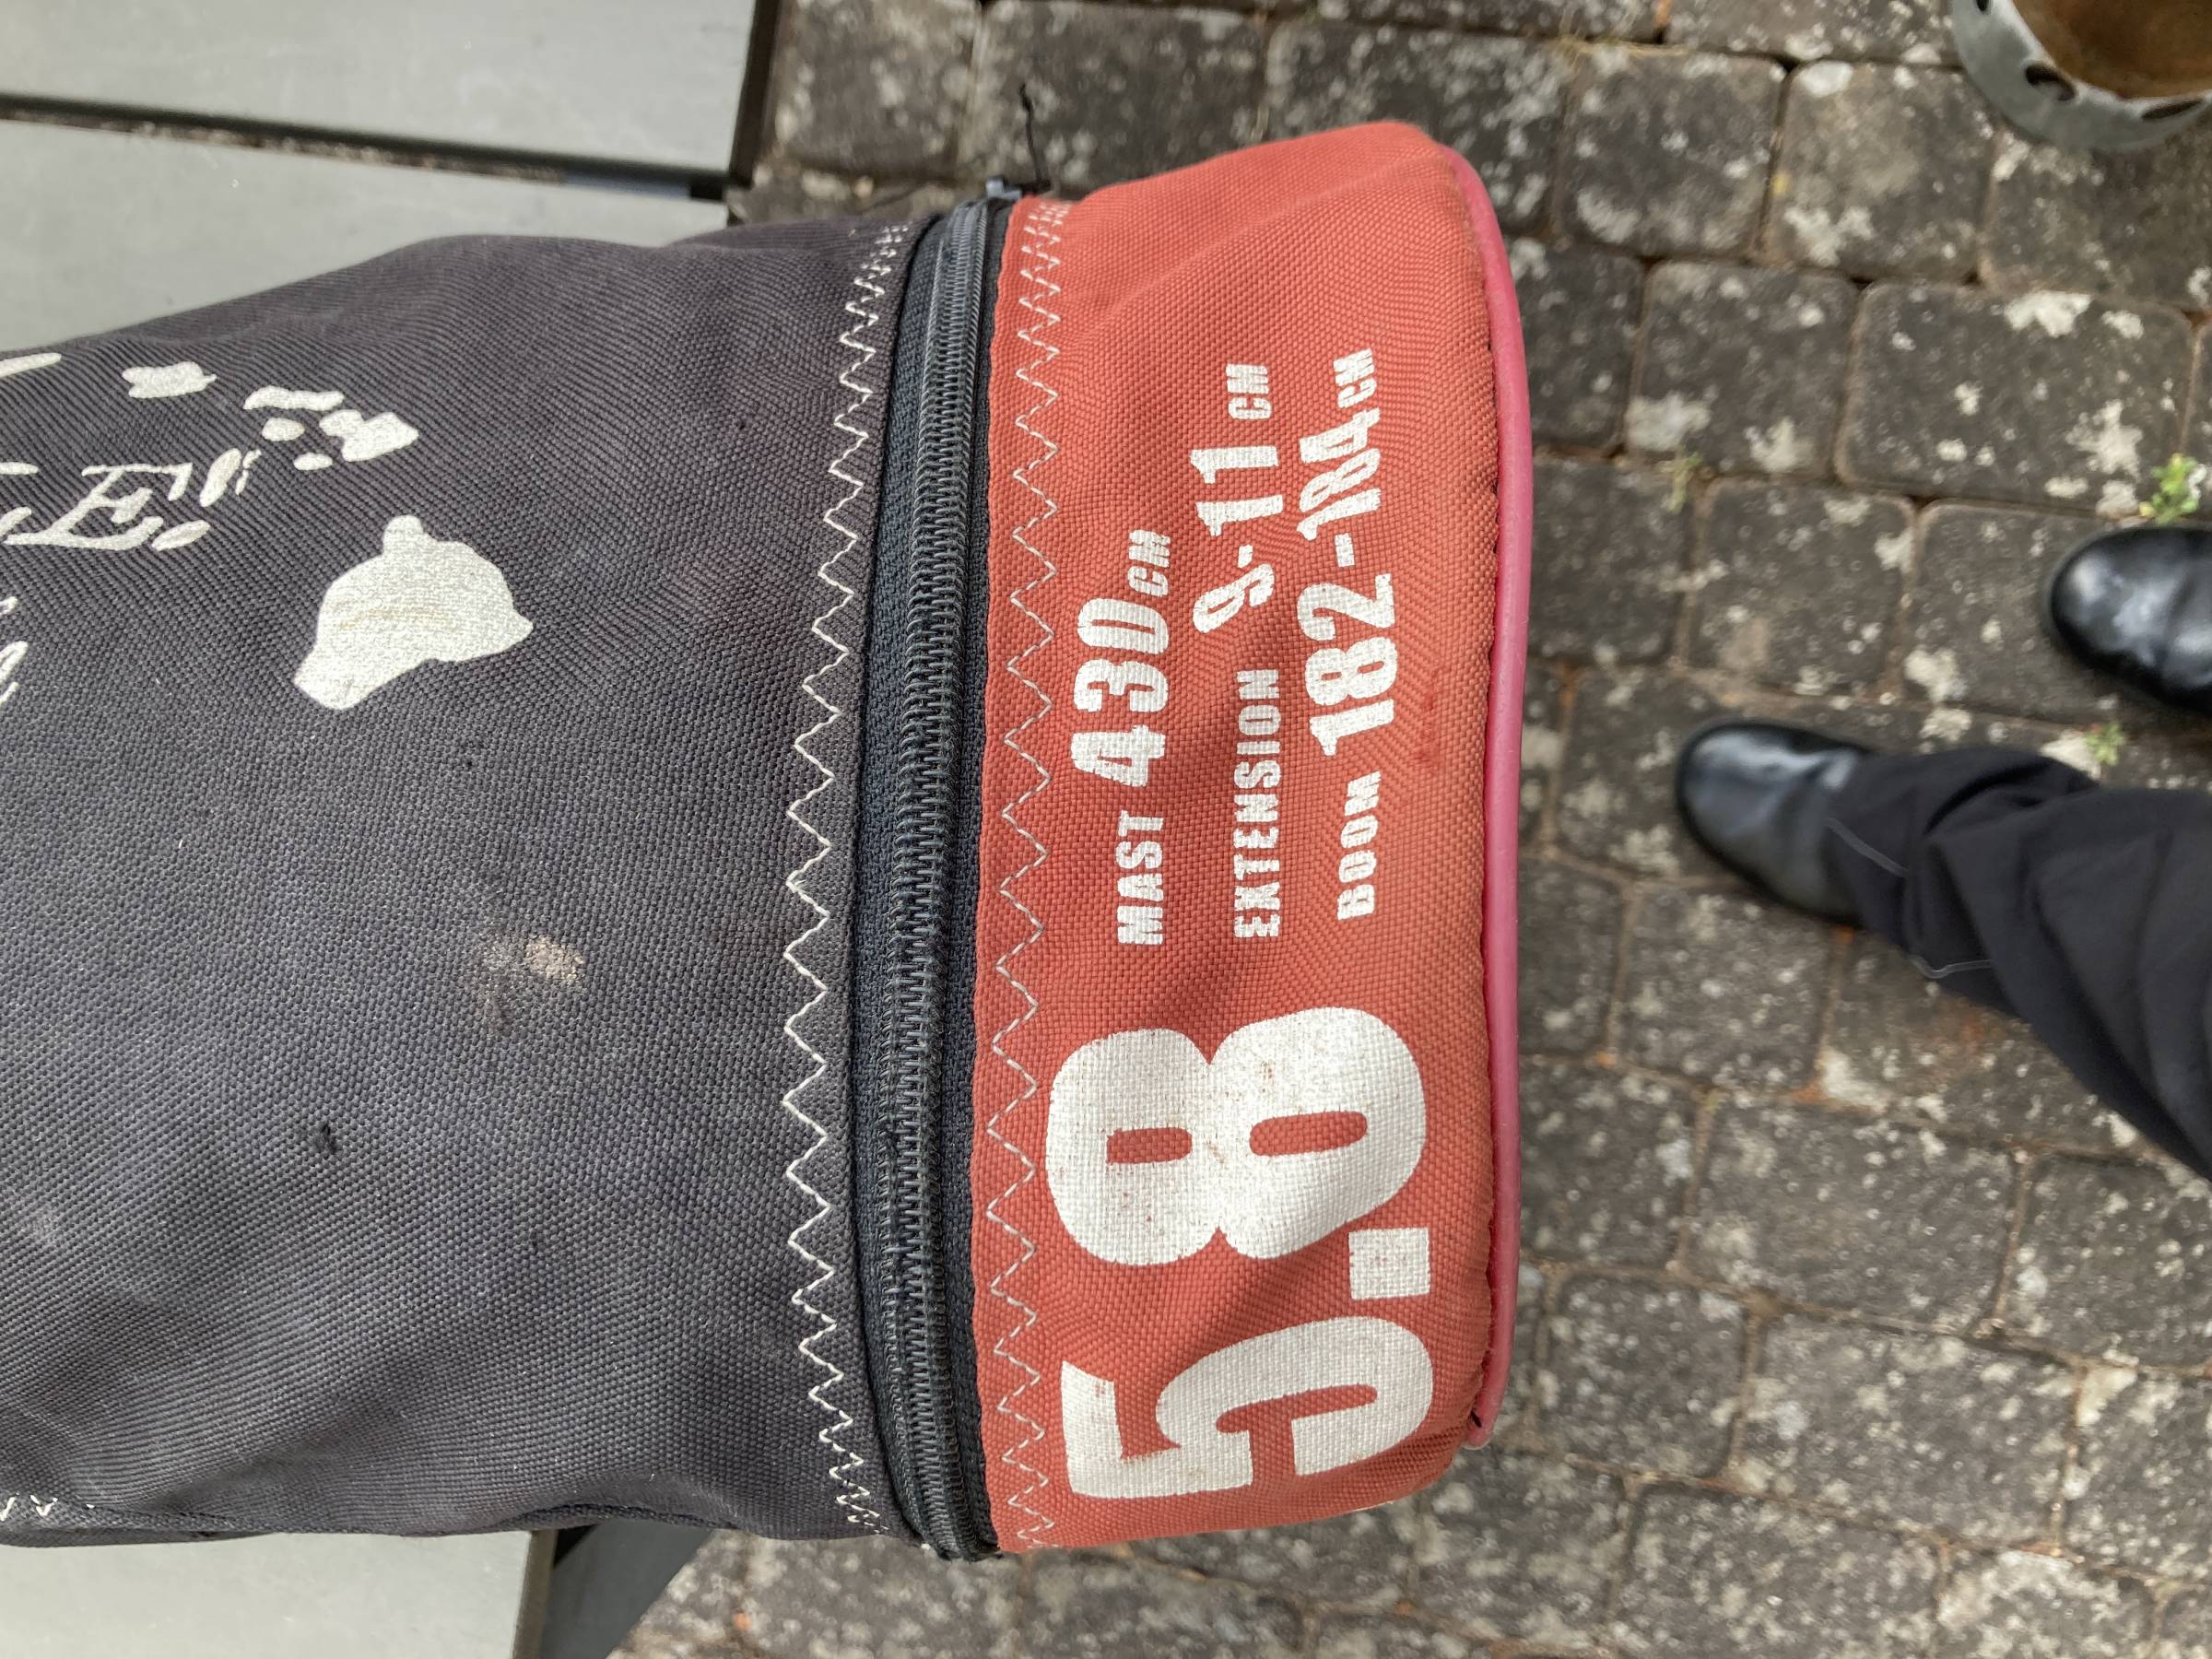 5.8
MAST 430CM
EXTENSION 9-11CM
BOOM 182-184CM